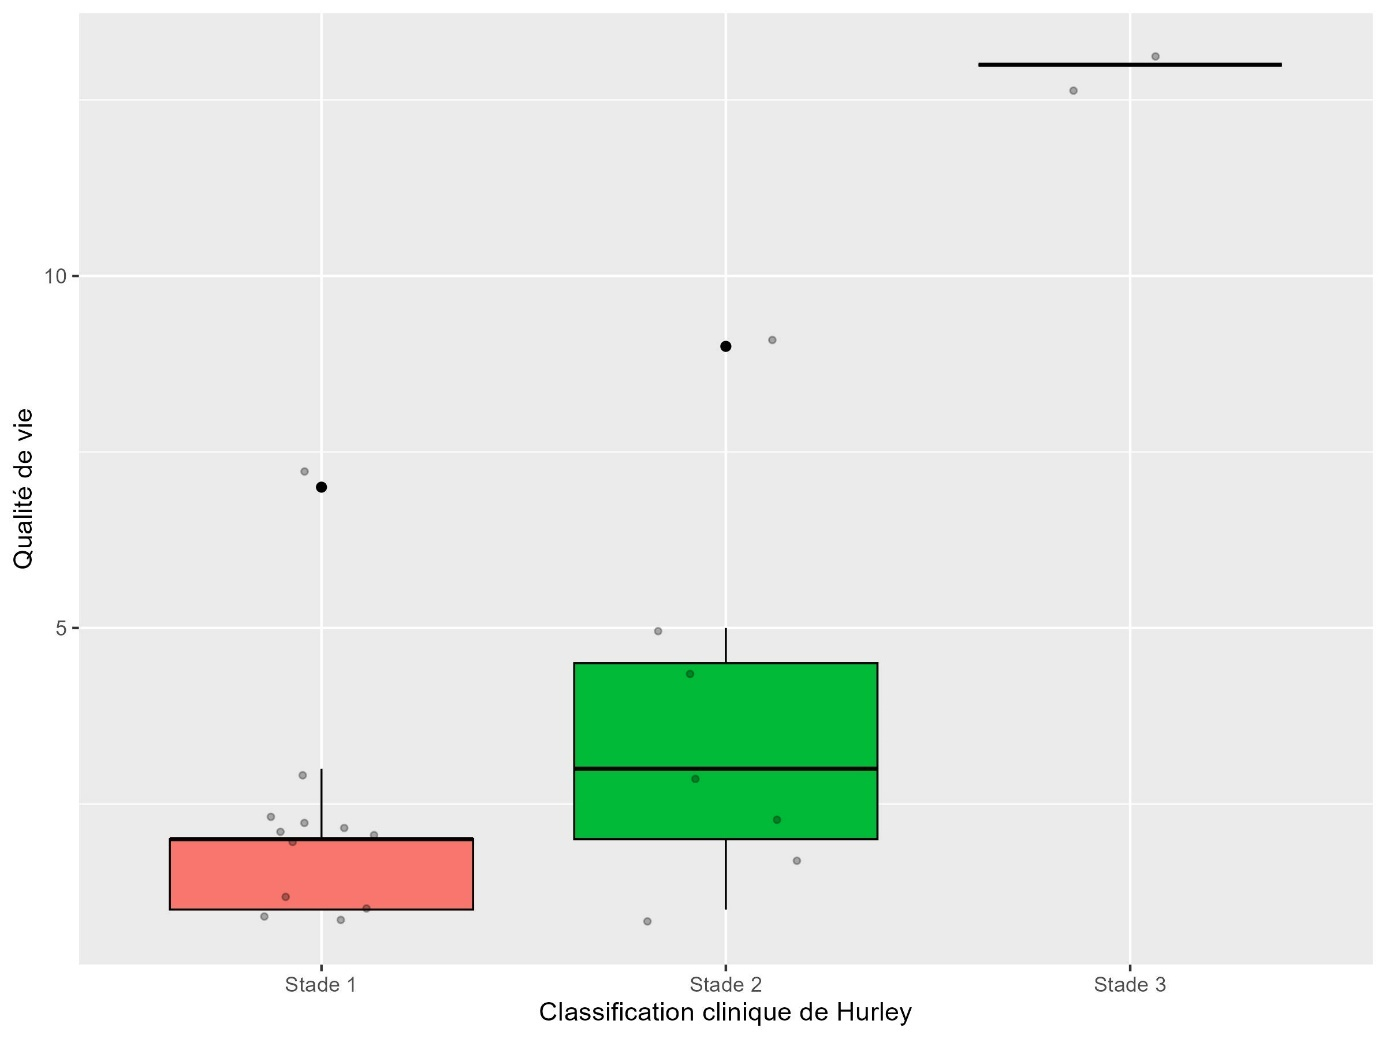 Qualité de vie
10
5
Stade 1
Stade 2
Stade 3
Classification clinique de Hurley